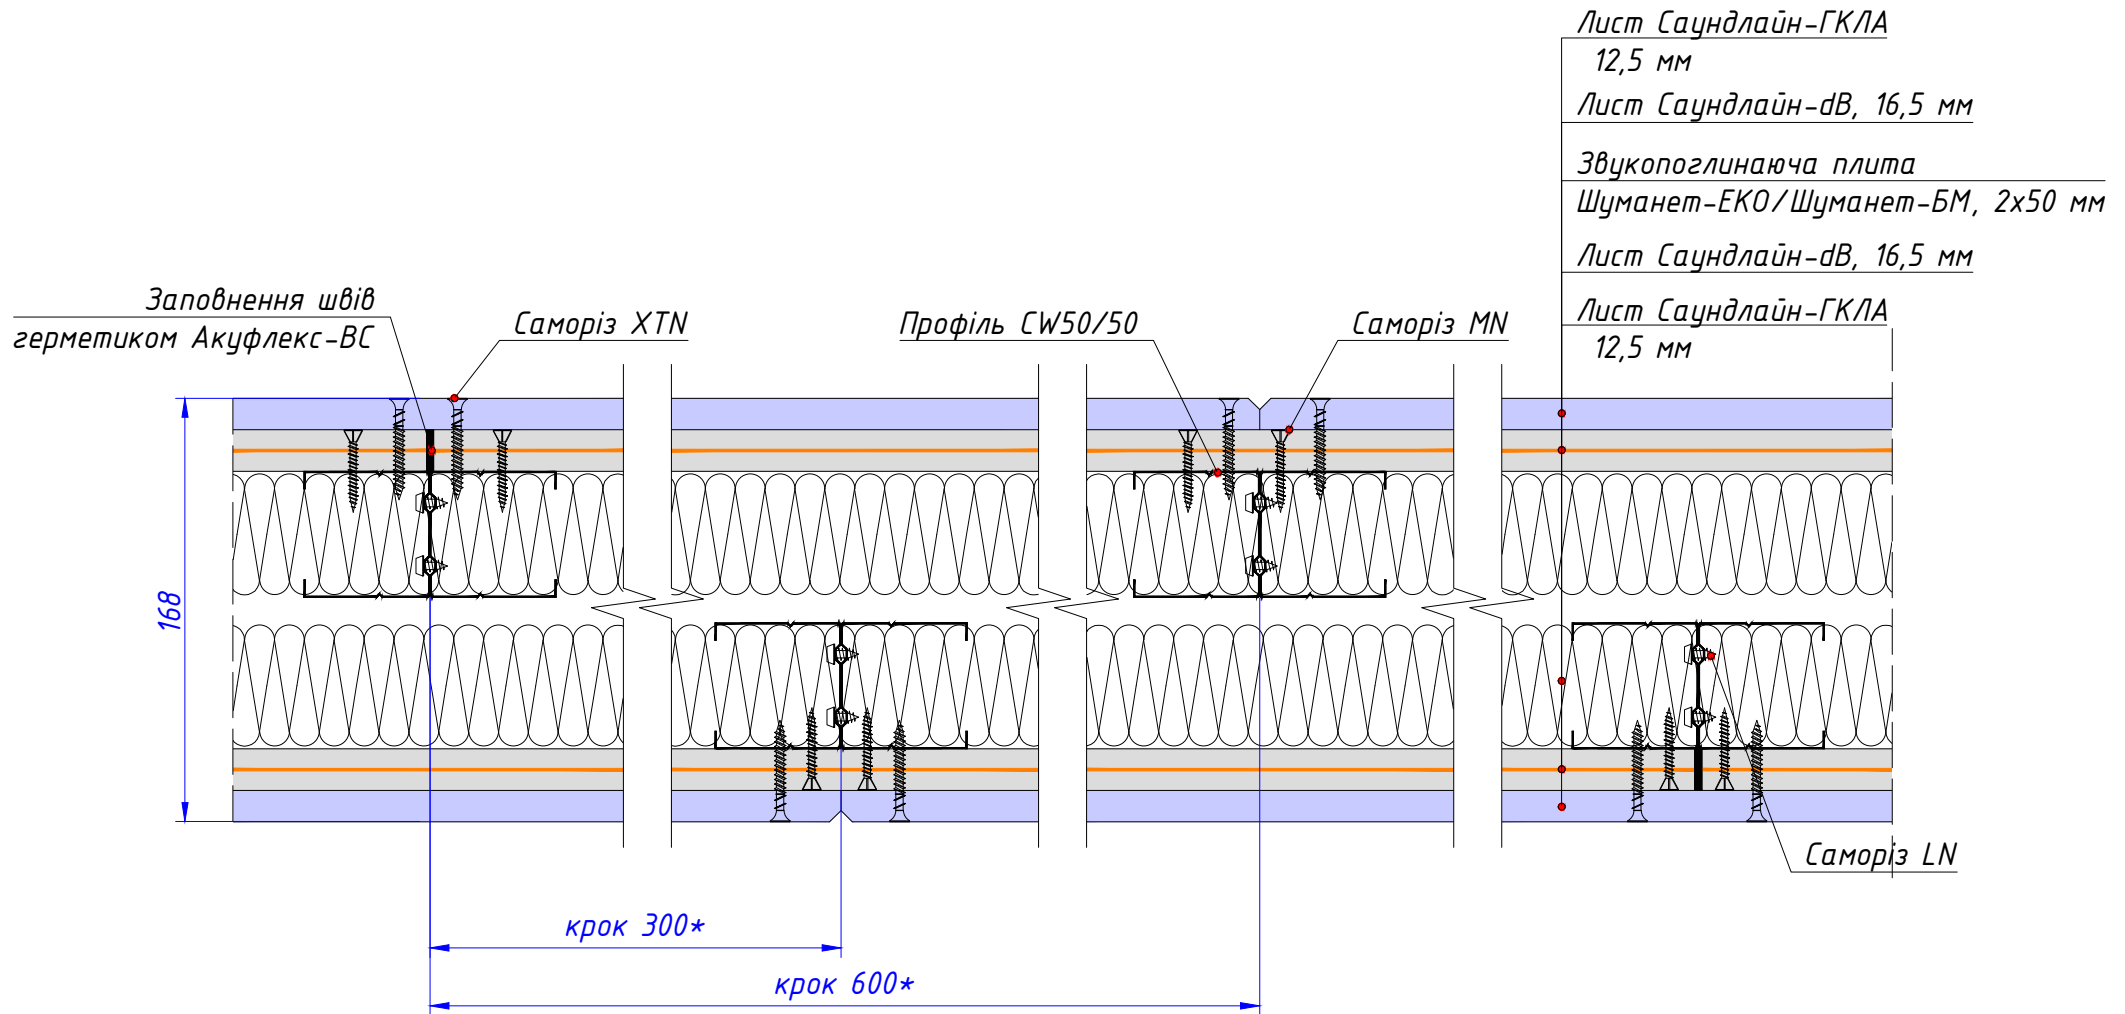 Лист Саундлайн-ГКЛА
12,5 мм
Лист Саундлайн-dB, 16,5 мм
Звукопоглинаюча плита
Шуманет-ЕКО/Шуманет-БМ, 2х50 мм
Лист Саундлайн-dB, 16,5 мм
Лист Саундлайн-ГКЛА
12,5 мм
Заповнення швів
герметиком Акуфлекс-ВС
Саморіз XTN
Профіль CW50/50
Саморіз MN
168
Саморіз LN
крок 300*
крок 600*